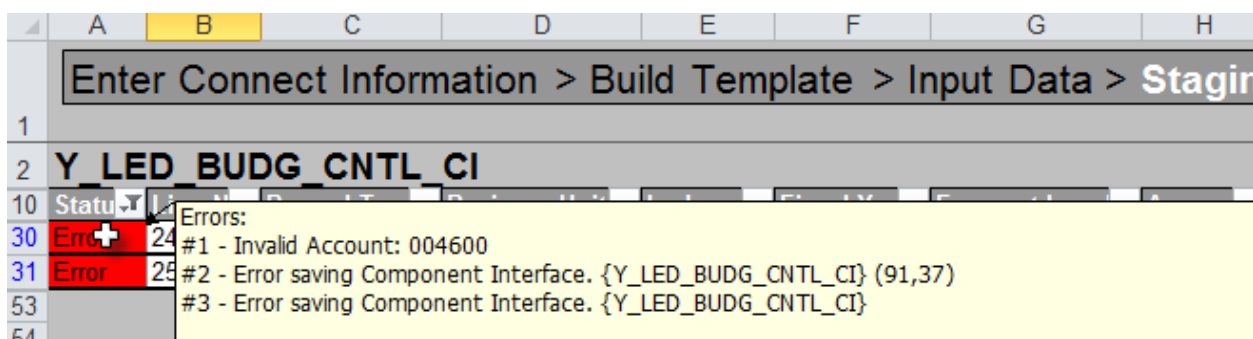 A B C D E F G H
1 Enter Connect Information > Build Template > Input Data > Stagin
2 Y_LED_BUDG_CNTL_CI
10 Statu
30 Error 24
31 Error 25
53
54
Errors:
#1 - Invalid Account: 004600
#2 - Error saving Component Interface. {Y_LED_BUDG_CNTL_CI} (91,37)
#3 - Error saving Component Interface. {Y_LED_BUDG_CNTL_CI}